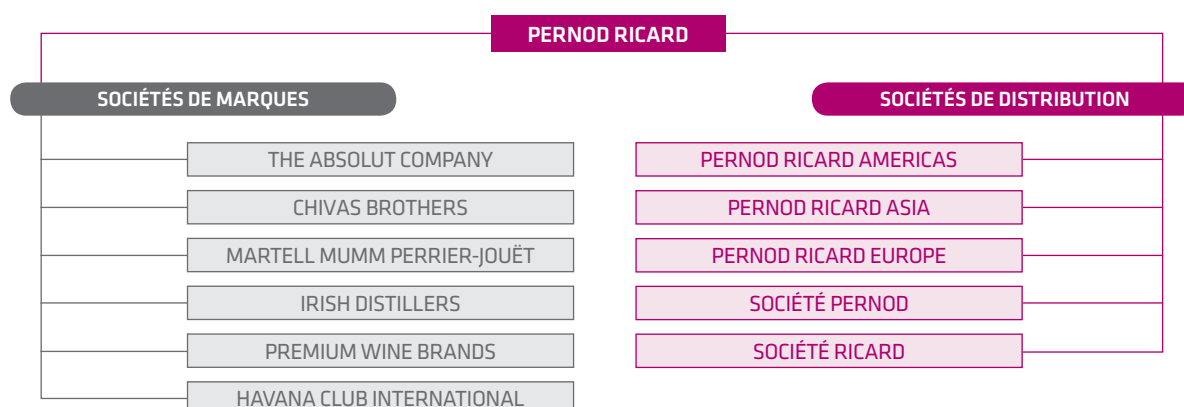 PERNOD RICARD
SOCIÉTÉS DE MARQUES
THE ABSOLUT COMPANY
CHIVAS BROTHERS
MARTELL MUMM PERRIER-JOUËT
IRISH DISTILLERS
PREMIUM WINE BRANDS
HAVANA CLUB INTERNATIONAL
SOCIÉTÉS DE DISTRIBUTION
PERNOD RICARD AMERICAS
PERNOD RICARD ASIA
PERNOD RICARD EUROPE
SOCIÉTÉ PERNOD
SOCIÉTÉ RICARD